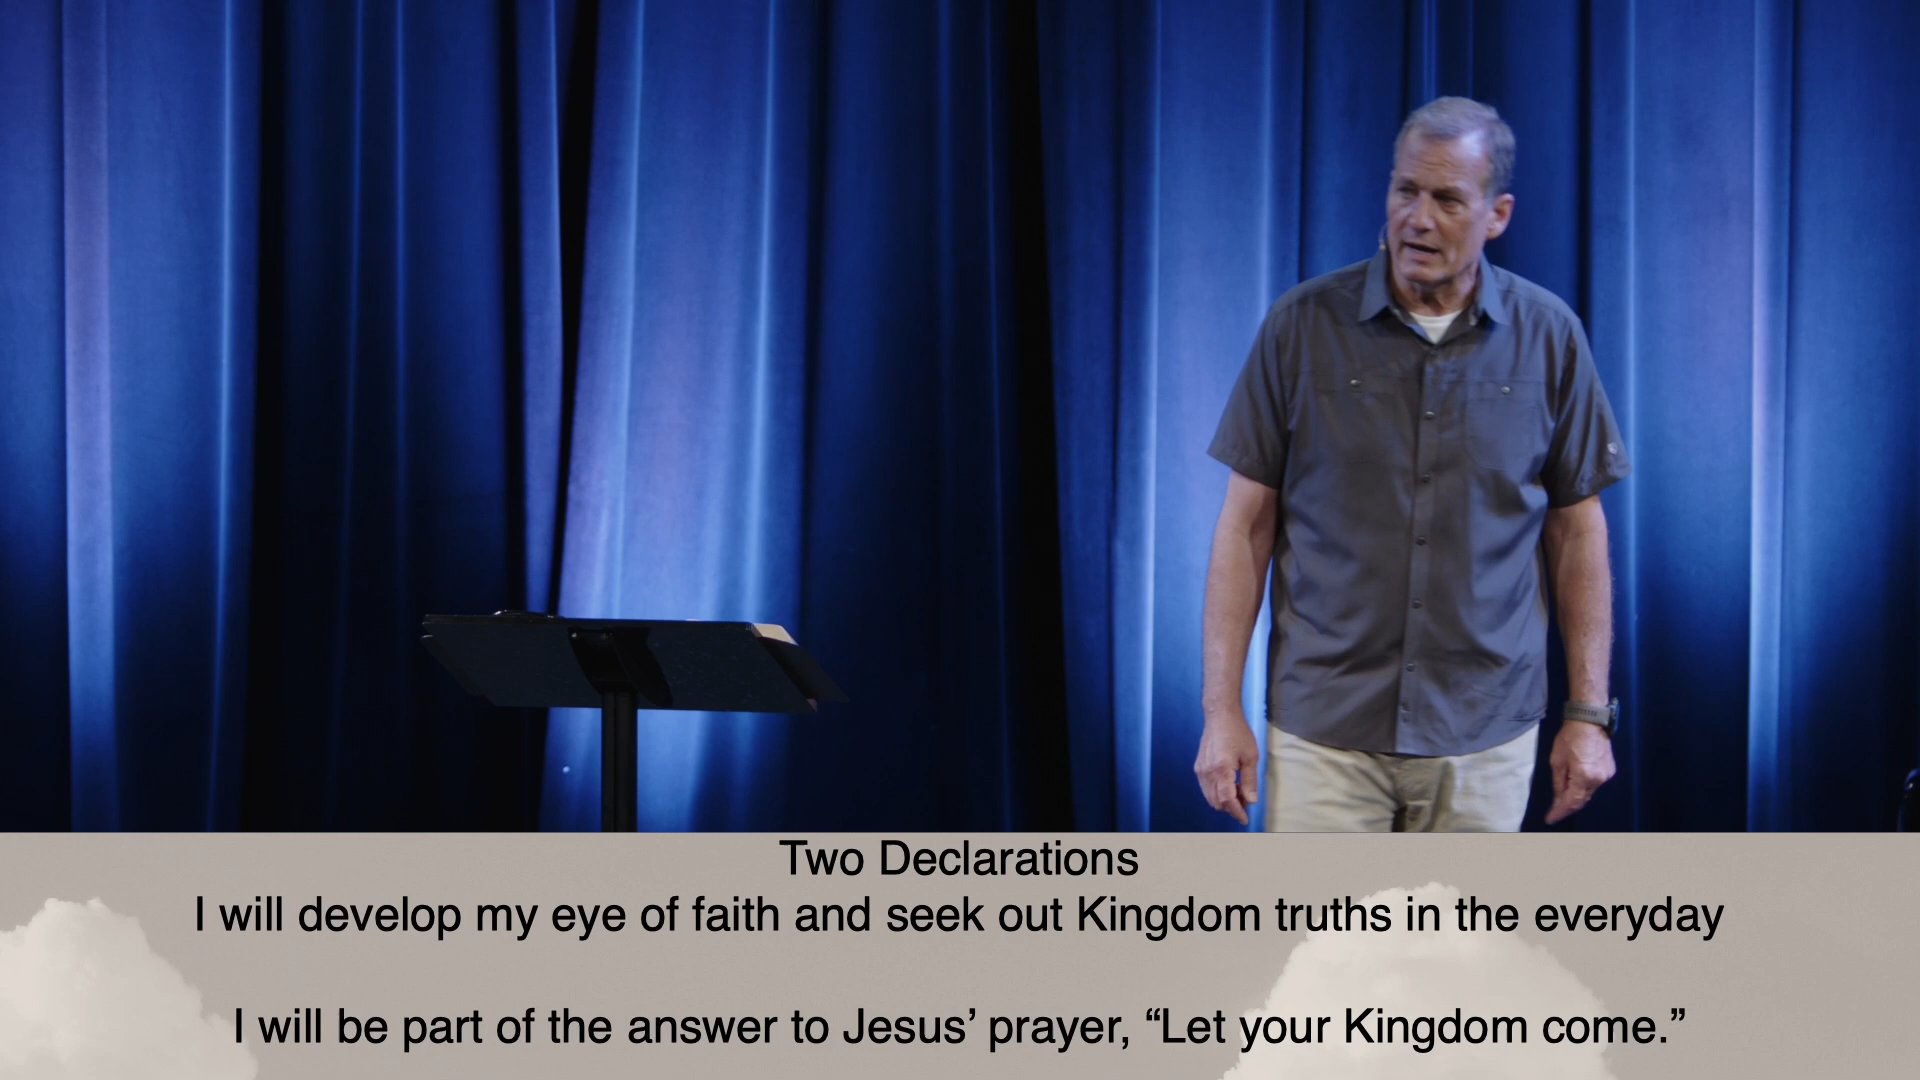 Two Declarations
I will develop my eye of faith and seek out Kingdom truths in the everyday
I will be part of the answer to Jesus’ prayer, “Let your Kingdom come.”